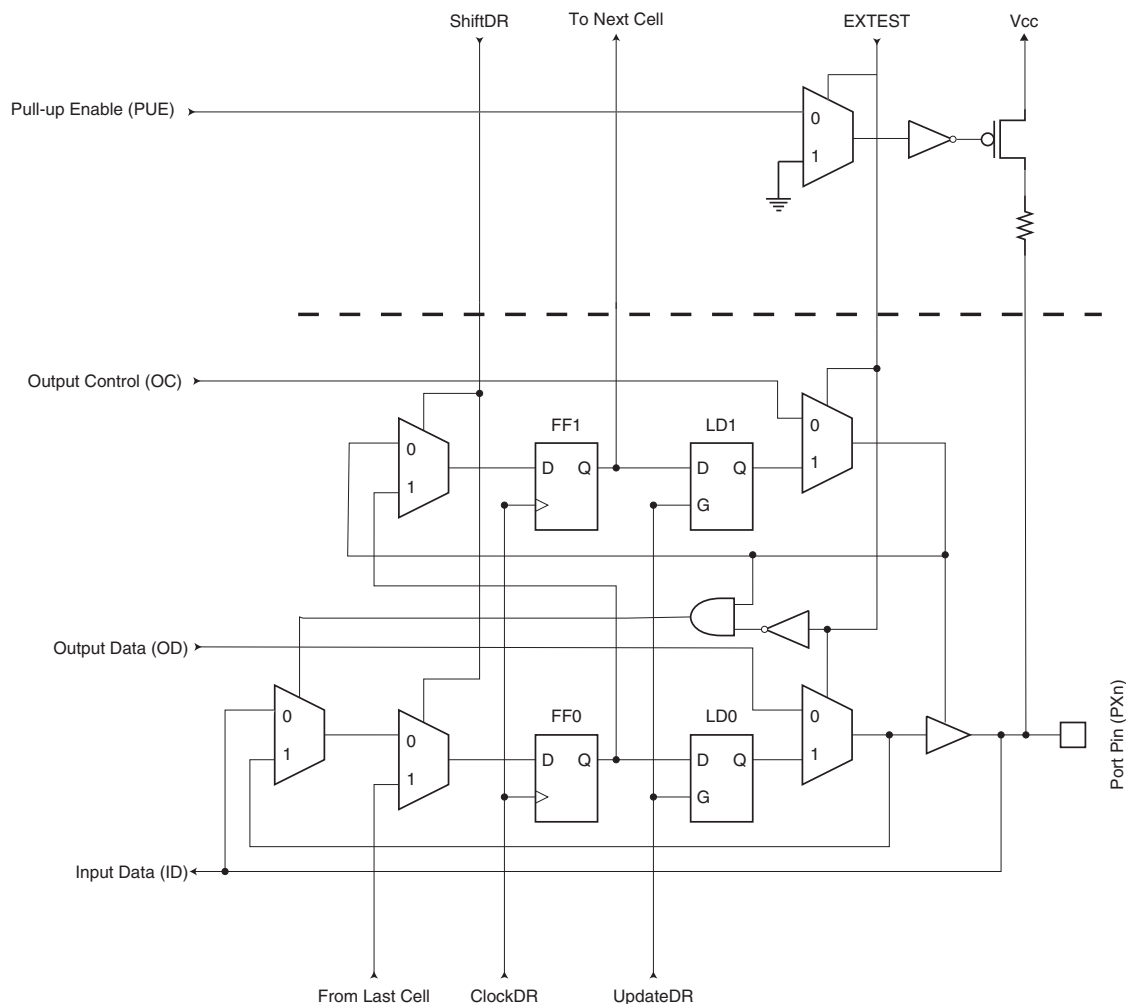 ShiftDR
To Next Cell
EXTEST
Vcc
Pull-up Enable (PUE)
0
1
Output Control (OC)
FF1
LD1
0
0
1
D
Q
D
Q
1
G
Output Data (OD)
FF0
LD0
0
0
0
1
D
Q
D
Q
1
1
G
Port Pin (PXn)
Input Data (ID)
From Last Cell
ClockDR
UpdateDR